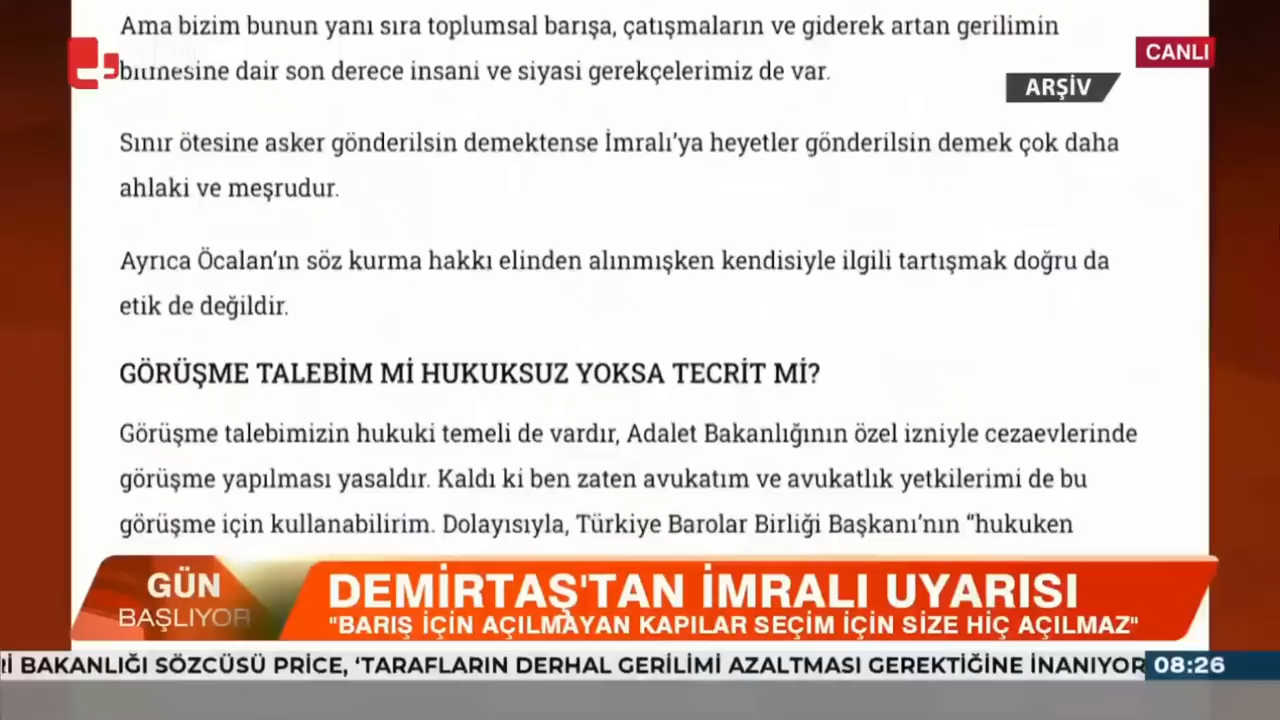 Ama bizim bunun yanı sıra toplumsal barışa, çatışmaların ve giderek artan gerilimin
bitmesine dair son derece insani ve siyasi gerekçelerimiz de var.
CANLI
ARŞİV
Sınır ötesine asker gönderilsin demektense İmralı’ya heyetler gönderilsin demek çok daha
ahlaki ve meşrudur.
Ayrıca Öcalan’ın söz kurma hakkı elinden alınmışken kendisiyle ilgili tartışmak doğru da
etik de değildir.
GÖRÜŞME TALEBİM Mİ HUKUKSUZ YOKSA TECRİT Mİ?
Görüşme talebimizin hukuki temeli de vardır, Adalet Bakanlığının özel izniyle cezaevlerinde
görüşme yapılması yasaldır. Kaldı ki ben zaten avukatım ve avukatlık yetkilerimi de bu
görüşme için kullanabilirim. Dolayısıyla, Türkiye Barolar Birliği Başkanı’nın “hukuken
GÜN
BAŞLIYOR
DEMİRTAŞ'TAN İMRALI UYARISI
"BARIŞ İÇİN AÇILMAYAN KAPILAR SEÇİM İÇİN SİZE HİÇ AÇILMAZ"
Rİ BAKANLIĞI SÖZCÜSÜ PRİCE, ‘TARAFLARIN DERHAL GERİLİMİ AZALTMASI GEREKTİĞİNE İNANIYOR
08:26